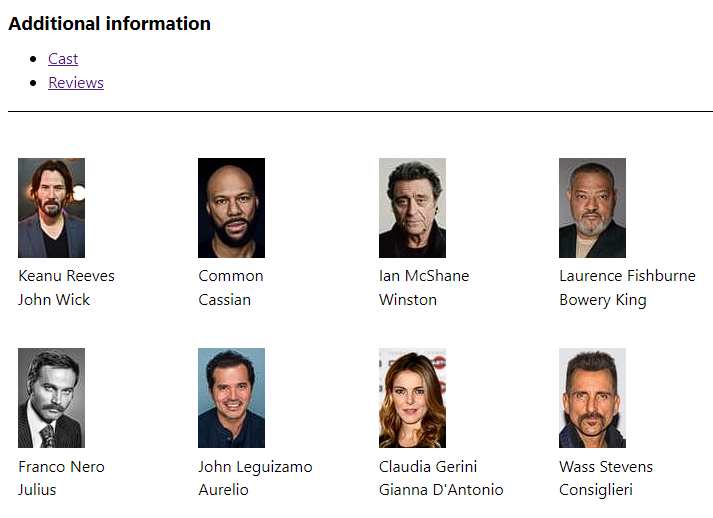 Additional information
Cast
Reviews
Keanu Reeves
John Wick
Common
Cassian
Ian McShane
Winston
Laurence Fishburne
Bowery King
Franco Nero
Julius
John Leguizamo
Aurelio
Claudia Gerini
Gianna D'Antonio
Wass Stevens
Consiglieri